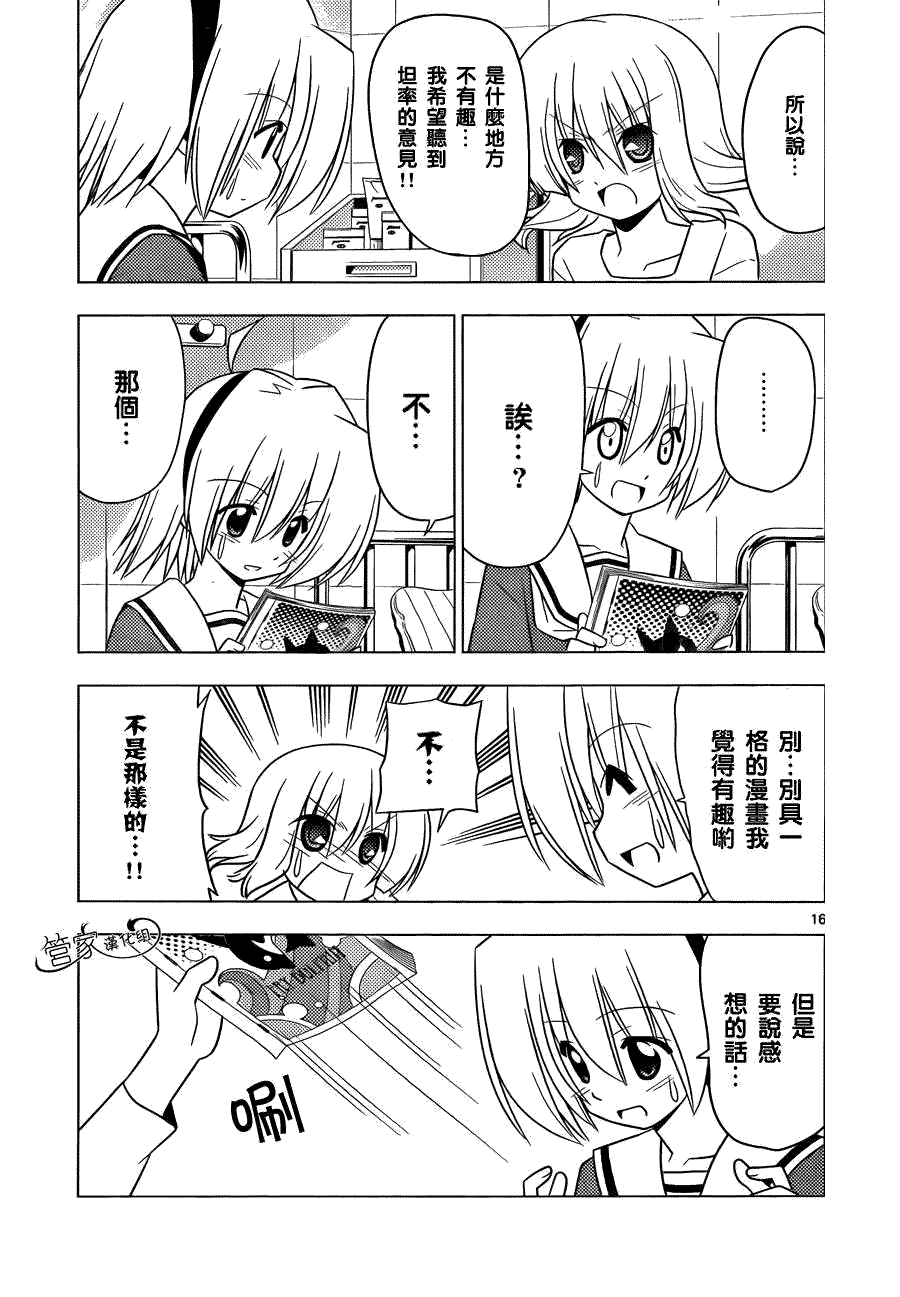 所以說…
是什麼地方
不有趣…
我希望聽到
坦率的意見!!
………
誒…?
不…
那個…
別…別具一
格的漫畫我
覺得有趣喲
不…
不是那樣的…!!
16
但是
要說感
想的話…
唰
管家
漢化組